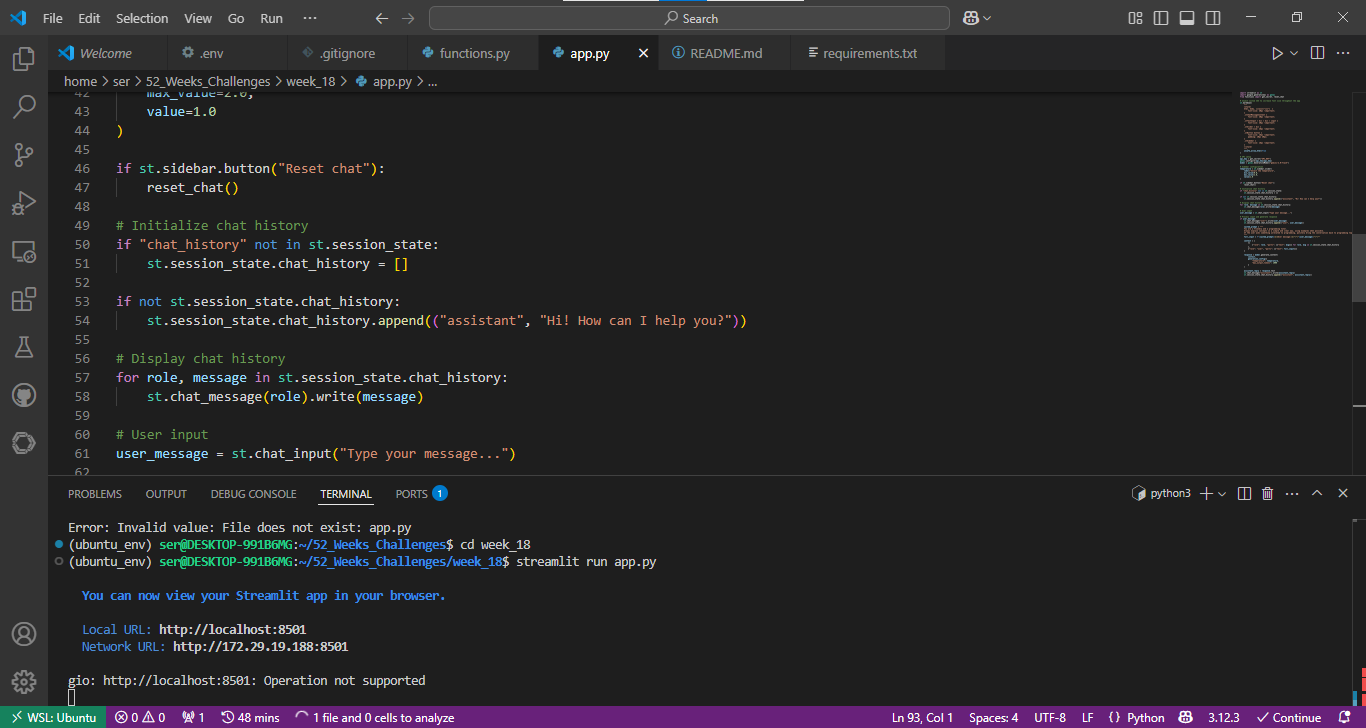 File Edit Selection View Go Run ··· Search
Welcome .env .gitignore functions.py app.py README.md requirements.txt
home > ser > 52_Weeks_Challenges > week_18 > app.py > ...
42 max_value=2.0,
43 value=1.0
44 )
45
46 if st.sidebar.button("Reset chat"):
47 reset_chat()
48
49 # Initialize chat history
50 if "chat_history" not in st.session_state:
51 st.session_state.chat_history = []
52
53 if not st.session_state.chat_history:
54 st.session_state.chat_history.append(("assistant", "Hi! How can I help you?"))
55
56 # Display chat history
57 for role, message in st.session_state.chat_history:
58 st.chat_message(role).write(message)
59
60 # User input
61 user_message = st.chat_input("Type your message...")
62
PROBLEMS OUTPUT DEBUG CONSOLE TERMINAL PORTS 1 python3
Error: Invalid value: File does not exist: app.py
(ubuntu_env) ser@DESKTOP-991B6MG:~/52_Weeks_Challenges$ cd week_18
(ubuntu_env) ser@DESKTOP-991B6MG:~/52_Weeks_Challenges/week_18$ streamlit run app.py
You can now view your Streamlit app in your browser.
Local URL: http://localhost:8501
Network URL: http://172.29.19.188:8501
gio: http://localhost:8501: Operation not supported
WSL: Ubuntu 0 0 1 48 mins 1 file and 0 cells to analyze Ln 93, Col 1 Spaces: 4 UTF-8 LF {} Python 3.12.3 Continue